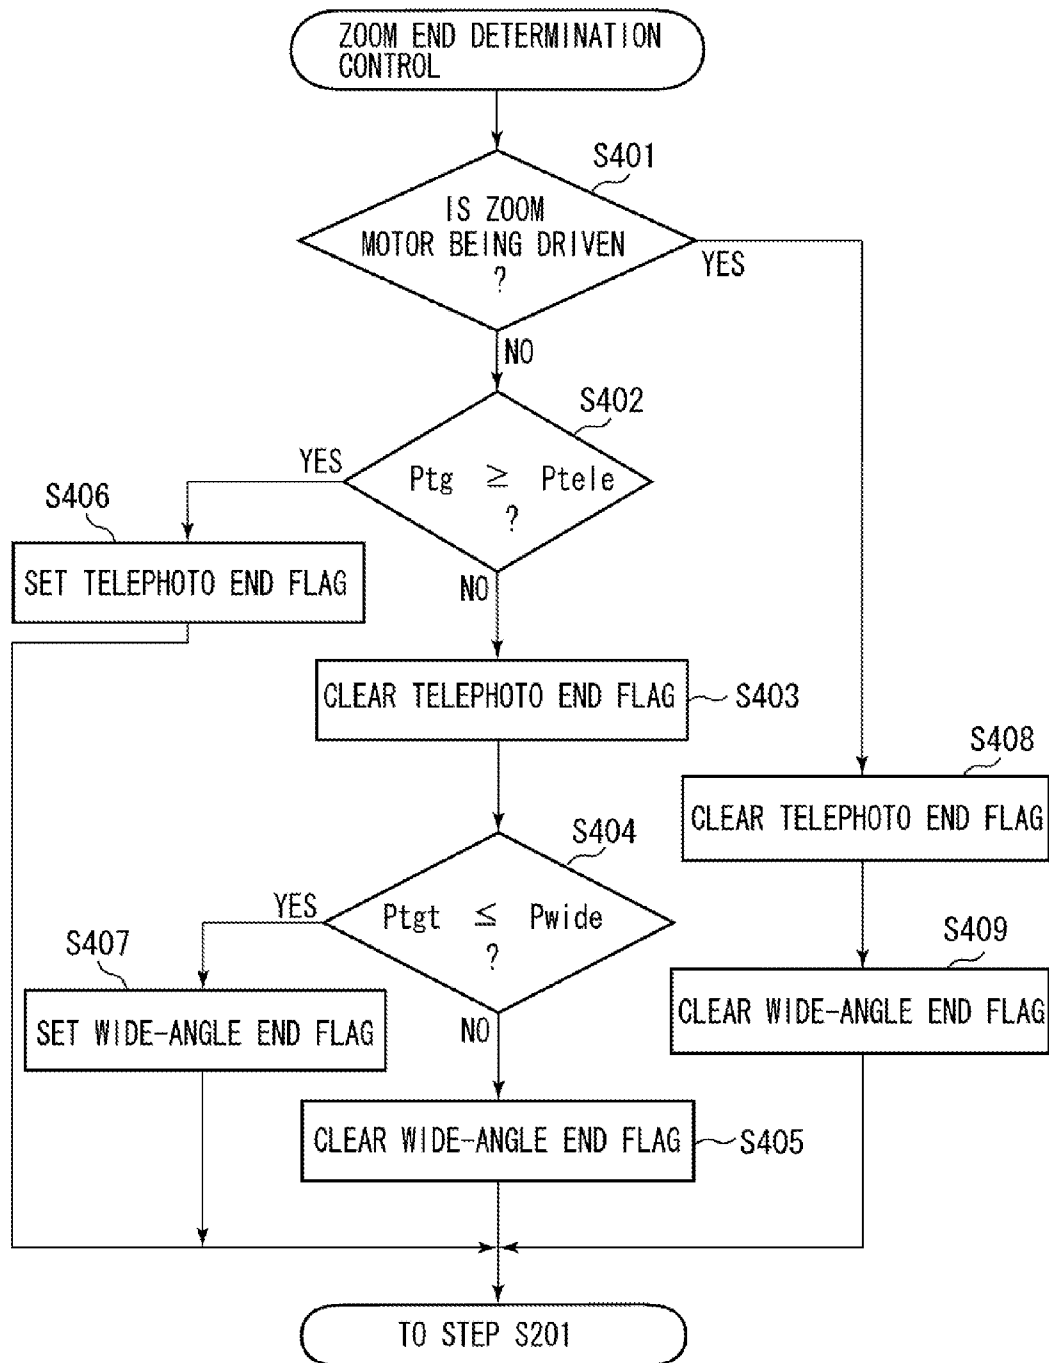 ZOOM END DETERMINATION
CONTROL
S401
IS ZOOM
MOTOR BEING DRIVEN
?
YES
NO
S402
YES
Ptg ≧ Ptele
?
S406
SET TELEPHOTO END FLAG
NO
CLEAR TELEPHOTO END FLAG
S403
S408
CLEAR TELEPHOTO END FLAG
S404
YES
Ptgt ≦ Pwide
?
S407
SET WIDE-ANGLE END FLAG
S409
CLEAR WIDE-ANGLE END FLAG
NO
CLEAR WIDE-ANGLE END FLAG
S405
TO STEP S201